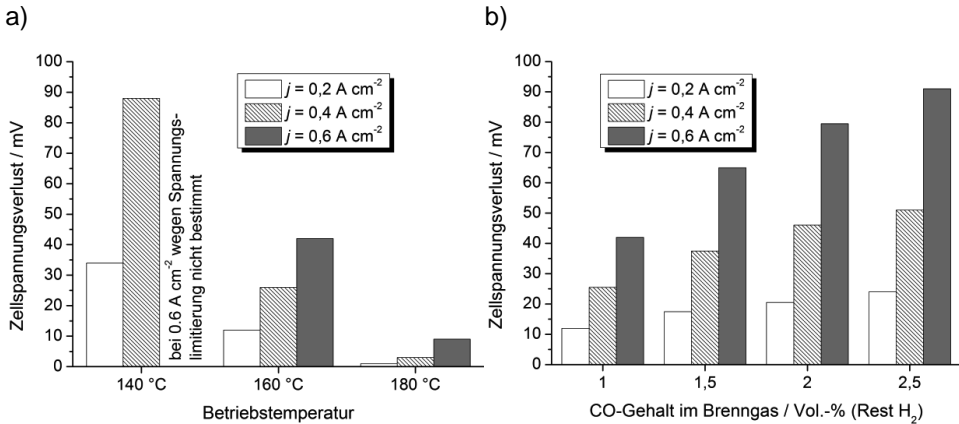 a)
100
90
80
70
60
50
40
30
20
10
0
Zellspannungsverlust / mV
j = 0,2 A cm⁻²
j = 0,4 A cm⁻²
j = 0,6 A cm⁻²
bei 0.6 A cm⁻² wegen Spannungs-
limitierung nicht bestimmt
140 °C 160°C 180 °C
Betriebstemperatur
b)
100
90
80
70
60
50
40
30
20
10
0
Zellspannungsverlust / mV
j = 0,2 A cm⁻²
j = 0,4 A cm⁻²
j = 0,6 A cm⁻²
1 1,5 2 2,5
CO-Gehalt im Brenngas / Vol.-% (Rest H₂)